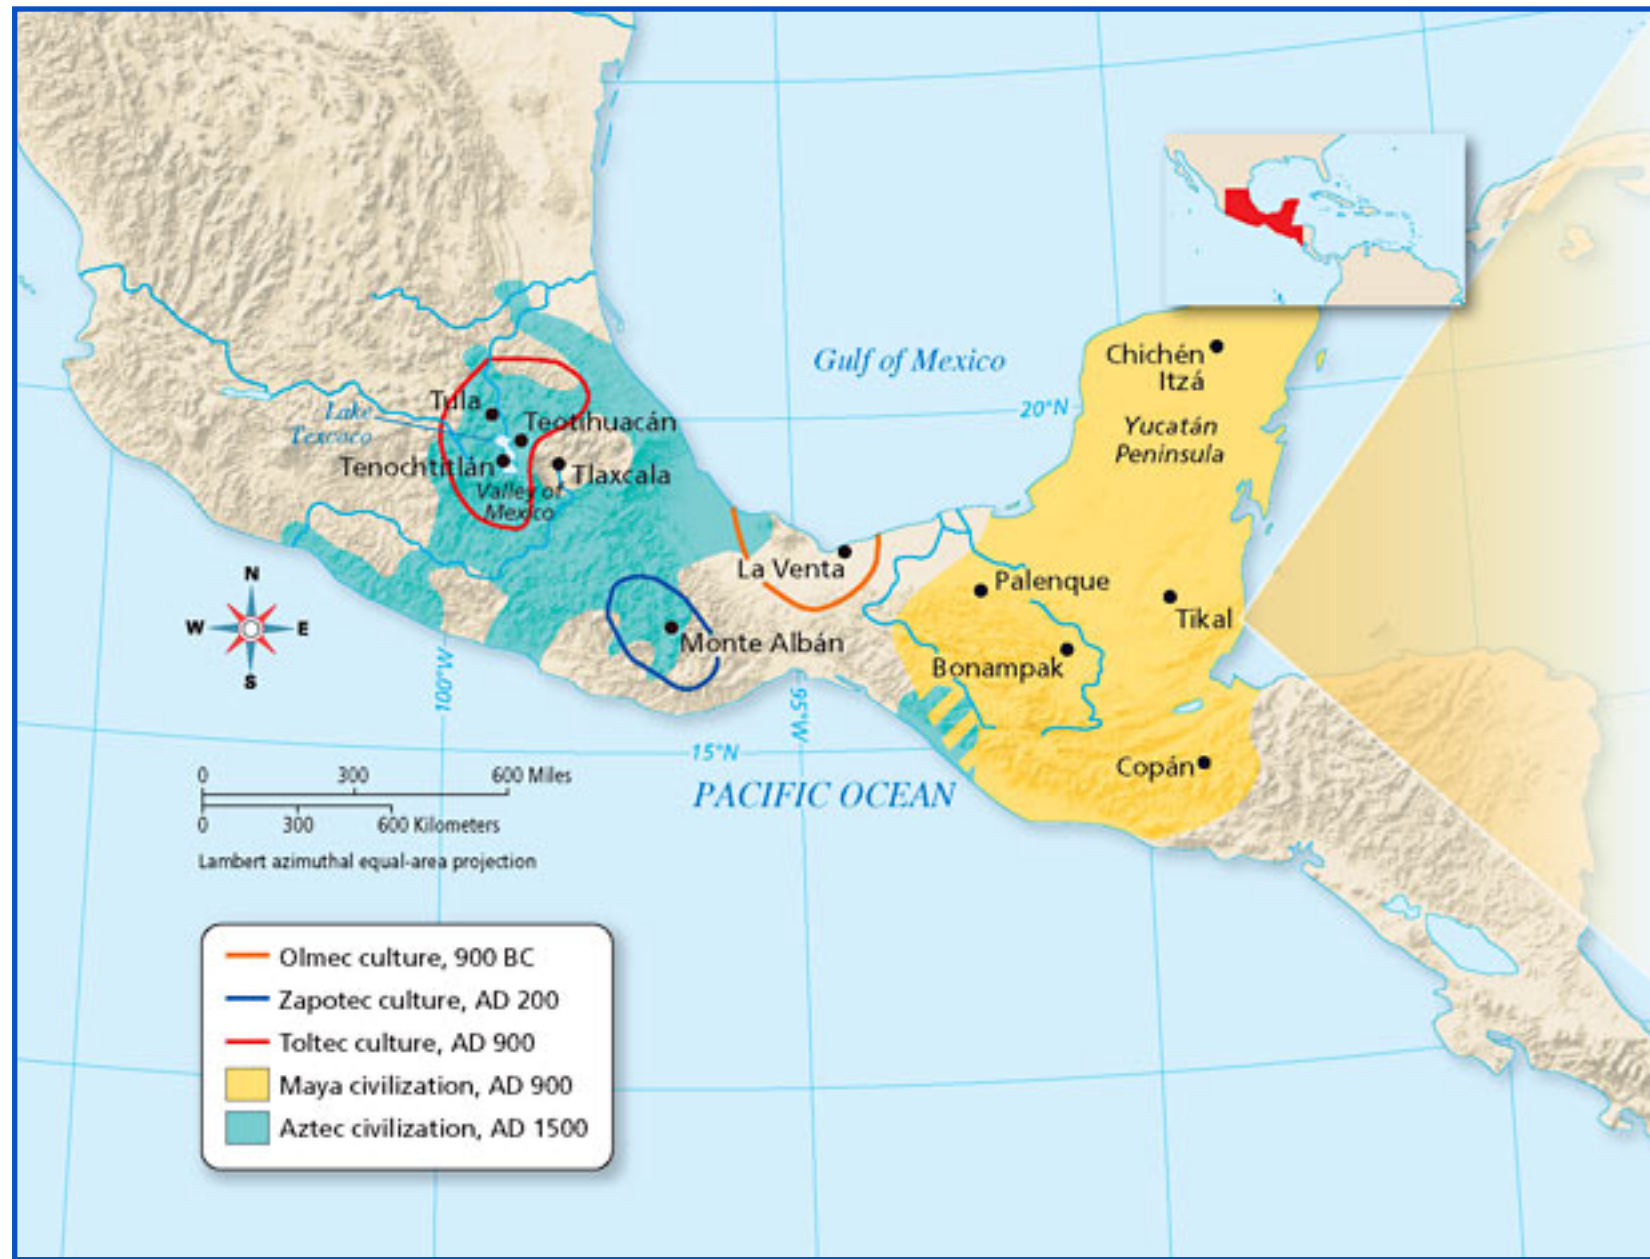 Gulf of Mexico
Chichén
Itzá
20°N
Yucatán
Peninsula
Tula
Lake
Texcoco
Teotihuacán
Tenochtitlán
Tlaxcala
Valley of
Mexico
La Venta
Palenque
Tikal
Monte Albán
Bonampak
N
W E
S
100°W
95°W
15°N
PACIFIC OCEAN
Copán
0 300 600 Miles
0 300 600 Kilometers
Lambert azimuthal equal-area projection
Olmec culture, 900 BC
Zapotec culture, AD 200
Toltec culture, AD 900
Maya civilization, AD 900
Aztec civilization, AD 1500